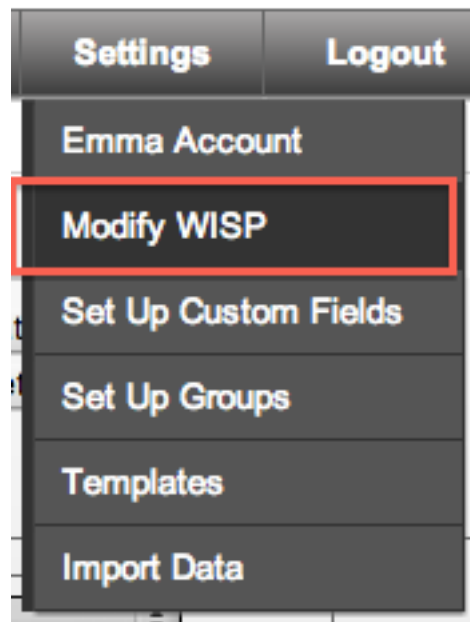 Settings Logout
Emma Account
Modify WISP
Set Up Custom Fields
Set Up Groups
Templates
Import Data